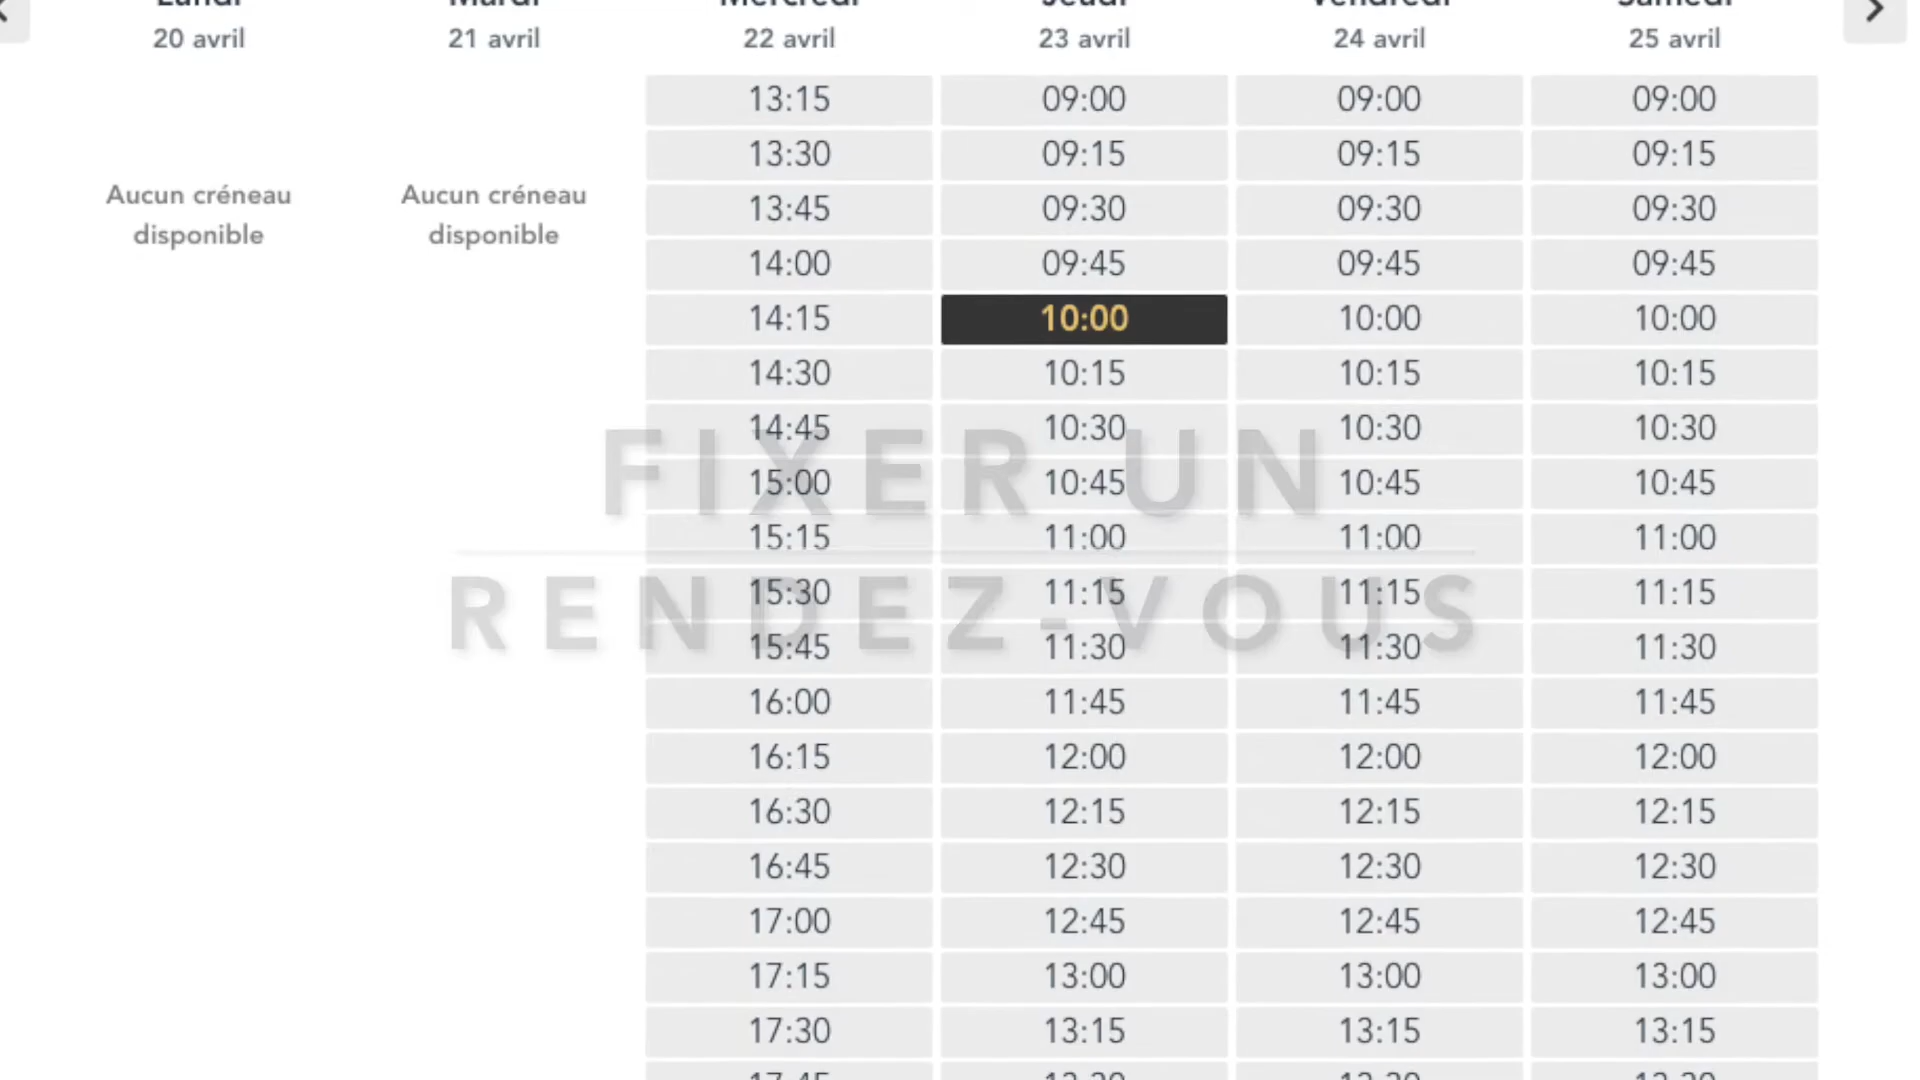 Lundi Mardi Mercredi Jeudi Vendredi Samedi
20 avril 21 avril 22 avril 23 avril 24 avril 25 avril
13:15 09:00 09:00 09:00
13:30 09:15 09:15 09:15
Aucun créneau Aucun créneau
disponible disponible
13:45 09:30 09:30 09:30
14:00 09:45 09:45 09:45
14:15 10:00 10:00 10:00
14:30 10:15 10:15 10:15
14:45 10:30 10:30 10:30
FIXER UN
15:00 10:45 10:45 10:45
15:15 11:00 11:00 11:00
15:30 11:15 11:15 11:15
RENDEZ-VOUS
15:45 11:30 11:30 11:30
16:00 11:45 11:45 11:45
16:15 12:00 12:00 12:00
16:30 12:15 12:15 12:15
16:45 12:30 12:30 12:30
17:00 12:45 12:45 12:45
17:15 13:00 13:00 13:00
17:30 13:15 13:15 13:15
17:45 13:30 13:30 13:30